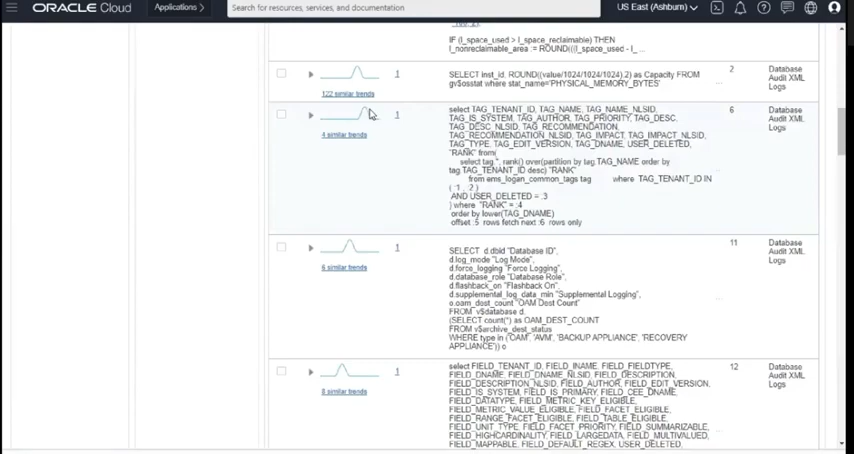 ORACLE Cloud
Applications
Search for resources, services, and documentation
US East (Ashburn)
IF (l_space_used > l_space_reclaimable) THEN
l_nonreclaimable_area := ROUND(((l_space_used - l_ ...
122 similar trends
1
SELECT inst_id, ROUND((value/1024/1024/1024),2) as Capacity FROM
gv$osstat where stat_name='PHYSICAL_MEMORY_BYTES'
2
Database
Audit XML
Logs
4 similar trends
1
select TAG_TENANT_ID, TAG_NAME, TAG_NAME_NLSID,
TAG_IS_SYSTEM, TAG_AUTHOR, TAG_PRIORITY, TAG_DESC,
TAG_DESC_NLSID, TAG_RECOMMENDATION,
TAG_RECOMMENDATION_NLSID, TAG_IMPACT, TAG_IMPACT_NLSID,
TAG_TYPE, TAG_EDIT_VERSION, TAG_DNAME, USER_DELETED,
"RANK" from(
select tag.*, rank() over(partition by tag.TAG_NAME order by
tag.TAG_TENANT_ID desc) "RANK"
from ems_logan_common_tags tag where TAG_TENANT_ID IN
( :1 , :2 )
AND USER_DELETED = :3
) where "RANK" = :4
order by lower(TAG_DNAME)
offset :5 rows fetch next :6 rows only
6
Database
Audit XML
Logs
6 similar trends
1
SELECT d.dbid "Database ID",
d.log_mode "Log Mode",
d.force_logging "Force Logging",
d.database_role "Database Role",
d.flashback_on "Flashback On",
d.supplemental_log_data_min "Supplemental Logging",
o.oam_dest_count "OAM Dest Count"
FROM v$database d,
(SELECT count(*) as OAM_DEST_COUNT
FROM v$archive_dest_status
WHERE type in ('OAM', 'AVM', 'BACKUP APPLIANCE', 'RECOVERY
APPLIANCE')) o
11
Database
Audit XML
Logs
8 similar trends
1
select FIELD_TENANT_ID, FIELD_INAME, FIELD_FIELDTYPE,
FIELD_DNAME, FIELD_DNAME_NLSID, FIELD_DESCRIPTION,
FIELD_DESCRIPTION_NLSID, FIELD_AUTHOR, FIELD_EDIT_VERSION,
FIELD_IS_SYSTEM, FIELD_IS_PRIMARY, FIELD_CEE_DNAME,
FIELD_DATATYPE, FIELD_METRIC_KEY_ELIGIBLE,
FIELD_METRIC_VALUE_ELIGIBLE, FIELD_FACET_ELIGIBLE,
FIELD_RANGE_FACET_ELIGIBLE, FIELD_TABLE_ELIGIBLE,
FIELD_UNIT_TYPE, FIELD_FACET_PRIORITY, FIELD_SUMMARIZABLE,
FIELD_HIGHCARDINALITY, FIELD_LARGEDATA, FIELD_MULTIVALUED,
FIELD_MAPPABLE, FIELD_DEFAULT_REGEX, USER_DELETED,
12
Database
Audit XML
Logs